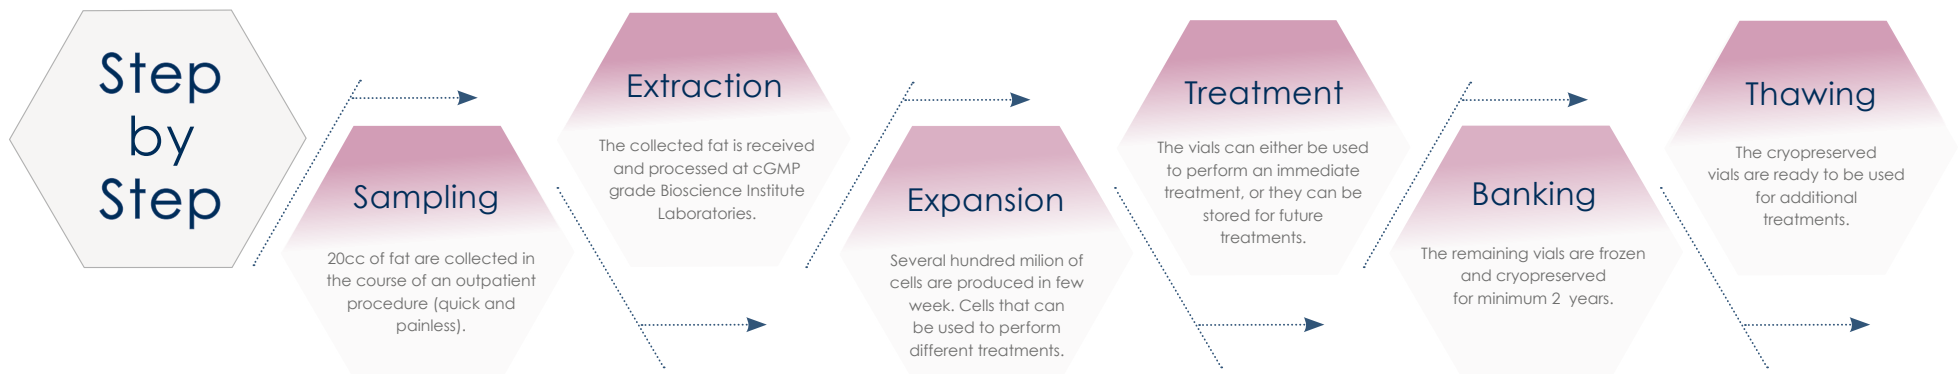 Step
by
Step
Sampling
20cc of fat are collected in
the course of an outpatient
procedure (quick and
painless).
Extraction
The collected fat is received
and processed at cGMP
grade Bioscience Institute
Laboratories.
Expansion
Several hundred milion of
cells are produced in few
week. Cells that can
be used to perform
different treatments.
Treatment
The vials can either be used
to perform an immediate
treatment, or they can be
stored for future
treatments.
Banking
The remaining vials are frozen
and cryopreserved
for minimum 2 years.
Thawing
The cryopreserved
vials are ready to be used
for additional
treatments.